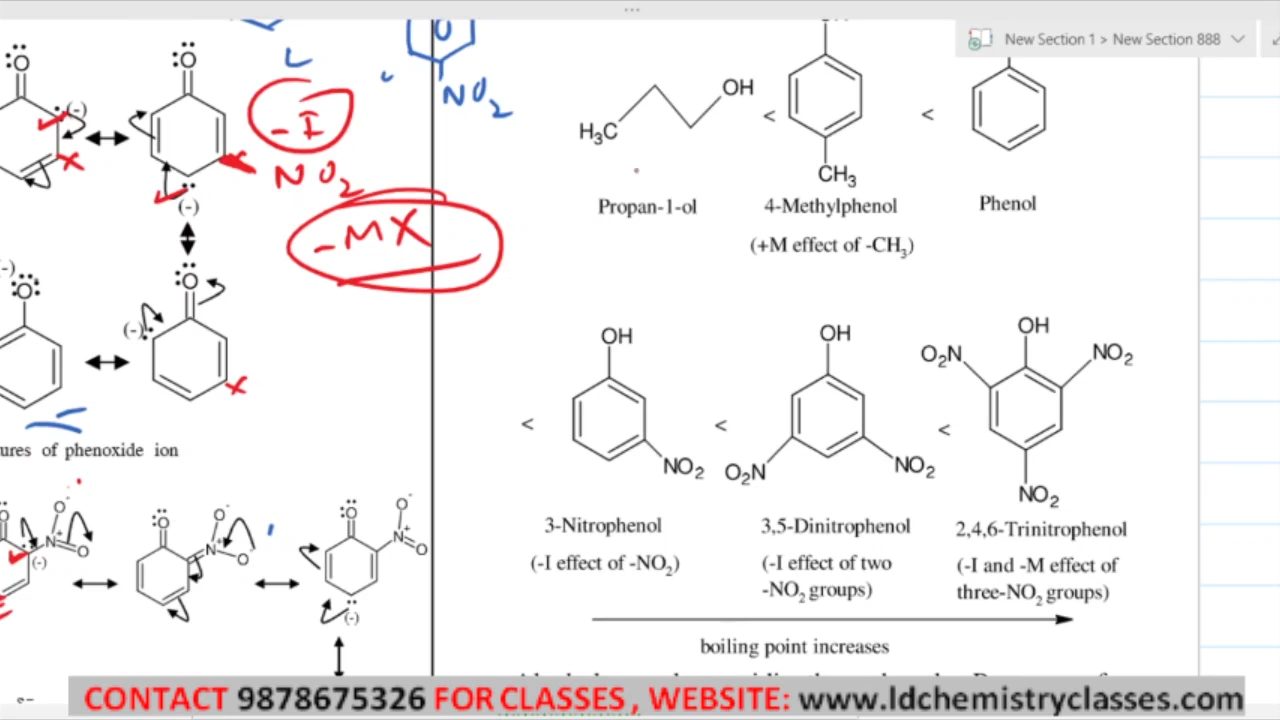 New Section 1 > New Section 888
NO2
- I
NO2
- M X
(-)
(-)
(-)
(-)
ures of phenoxide ion
(-)
(-)
H3C
OH
<
CH3
<
Propan-1-ol
4-Methylphenol
Phenol
(+M effect of -CH3)
<
OH
NO2
<
OH
O2N
NO2
<
OH
O2N
NO2
NO2
3-Nitrophenol
3,5-Dinitrophenol
2,4,6-Trinitrophenol
(-I effect of -NO2)
(-I effect of two
-NO2 groups)
(-I and -M effect of
three-NO2 groups)
boiling point increases
CONTACT 9878675326 FOR CLASSES , WEBSITE: www.ldchemistryclasses.com